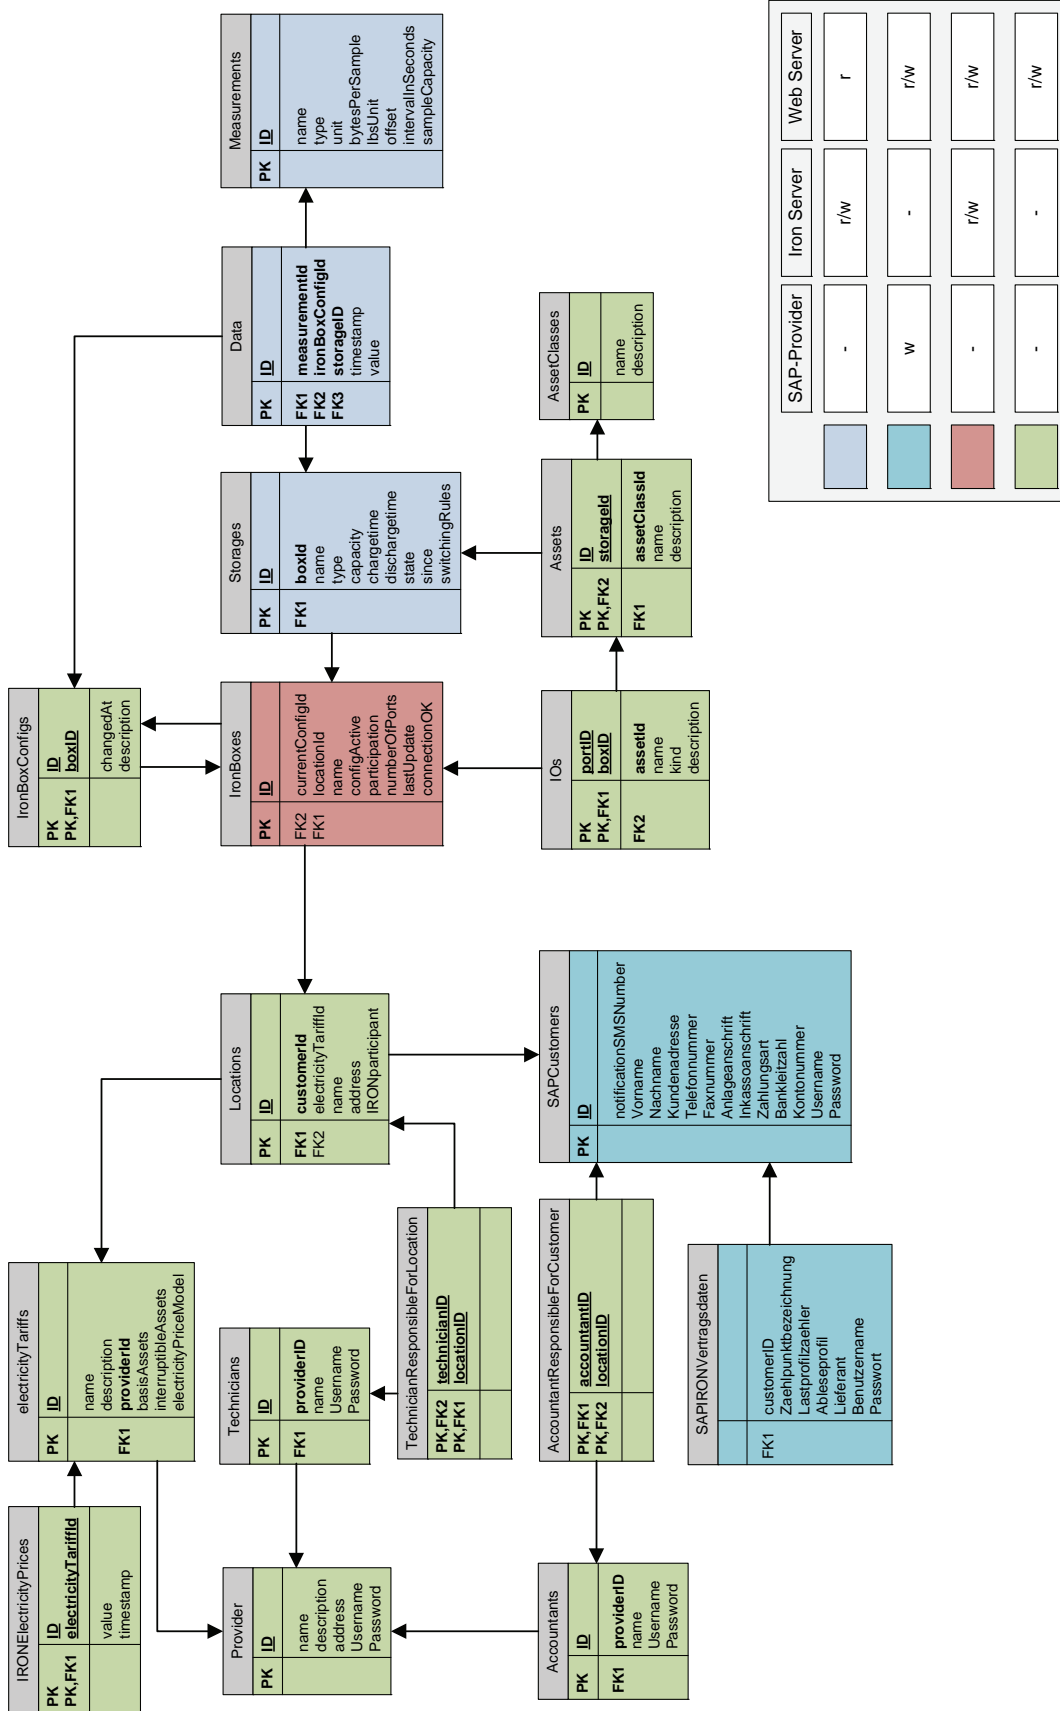 IRONElectricityPrices
PK ID
PK,FK1 electricityTariffId
value
timestamp
electricityTariffs
PK ID
name
description
FK1 providerId
basisAssets
interruptibleAssets
electricityPriceModel
IronBoxConfigs
PK ID
PK,FK1 boxID
changedAt
description
Provider
PK ID
name
description
address
Username
Password
Technicians
PK ID
FK1 providerID
name
Username
Password
Locations
PK ID
FK1 customerId
FK2 electricityTariffId
name
address
IRONparticipant
IronBoxes
PK ID
FK2 currentConfigId
FK1 locationId
name
configActive
participation
numberOfPorts
lastUpdate
connectionOK
Storages
PK ID
FK1 boxId
name
type
capacity
chargetime
dischargetime
state
since
switchingRules
Data
PK ID
FK1 measurementId
FK2 ironBoxConfigId
FK3 storageID
timestamp
value
Measurements
PK ID
name
type
unit
bytesPerSample
lbsUnit
offset
intervalInSeconds
sampleCapacity
TechnicianResponsibleForLocation
PK,FK2 technicianID
PK,FK1 locationID
Accountants
PK ID
FK1 providerID
name
Username
Password
AccountantResponsibleForCustomer
PK,FK1 accountantID
PK,FK2 locationID
SAPCustomers
PK ID
notificationSMSNumber
Vorname
Nachname
Kundenadresse
Telefonnummer
Faxnummer
Anlageanschrift
Inkassoanschrift
Zahlungsart
Bankleitzahl
Kontonummer
Username
Password
IOs
PK portID
PK,FK1 boxID
FK2 assetId
name
kind
description
Assets
PK ID
PK,FK2 storageId
FK1 assetClassId
name
description
AssetClasses
PK ID
name
description
SAPIRONVertragsdaten
FK1 customerID
Zaehlpunktbezeichnung
Lastprofilzaehler
Ableseprofil
Lieferant
Benutzername
Passwort
SAP-Provider Iron Server Web Server
- r/w r
w - r/w
- r/w r/w
- - r/w